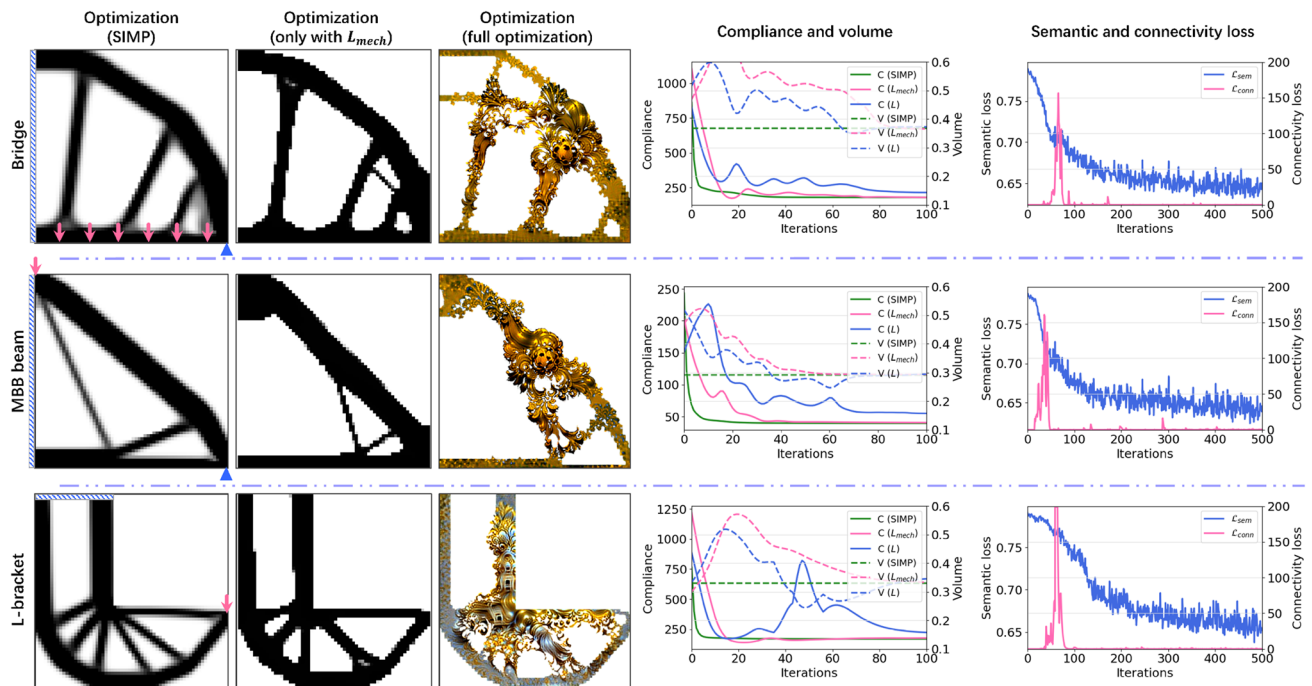 Optimization
(SIMP)
Optimization
(only with L_mech)
Optimization
(full optimization)
Compliance and volume
Semantic and connectivity loss
Bridge
Compliance
1000
750
500
250
0 20 40 60 80 100
Iterations
0.6
0.5
0.4
0.3
0.2
0.1
Volume
C (SIMP)
C (L_mech)
C (L)
V (SIMP)
V (L_mech)
V (L)
Semantic loss
0.75
0.70
0.65
0 100 200 300 400 500
Iterations
200
150
100
50
0
Connectivity loss
ℒ_sem
ℒ_conn
MBB beam
Compliance
250
200
150
100
50
0 20 40 60 80 100
Iterations
0.6
0.5
0.4
0.3
0.2
0.1
Volume
C (SIMP)
C (L_mech)
C (L)
V (SIMP)
V (L_mech)
V (L)
Semantic loss
0.75
0.70
0.65
0 100 200 300 400 500
Iterations
200
150
100
50
0
Connectivity loss
ℒ_sem
ℒ_conn
L-bracket
Compliance
1250
1000
750
500
250
0 20 40 60 80 100
Iterations
0.6
0.5
0.4
0.3
0.2
0.1
Volume
C (SIMP)
C (L_mech)
C (L)
V (SIMP)
V (L_mech)
V (L)
Semantic loss
0.75
0.70
0.65
0 100 200 300 400 500
Iterations
200
150
100
50
0
Connectivity loss
ℒ_sem
ℒ_conn